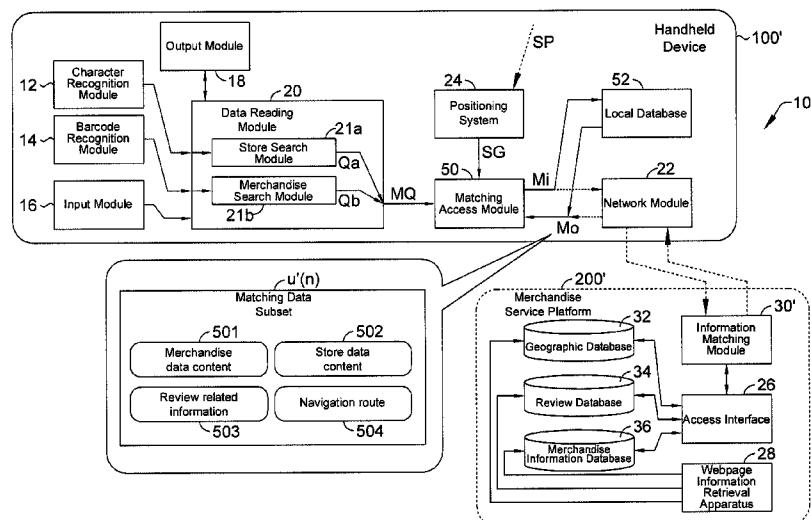 Output Module
SP
Handheld
Device
100'
12
Character
Recognition
Module
18
20
24
52
10
Data Reading
Module
21a
Positioning
System
Local Database
14
Barcode
Recognition
Module
Store Search
Module
Qa
SG
50
Mi
22
16
Input Module
Merchandise
Search Module
Qb
MQ
Matching
Access Module
Network Module
21b
Mo
u'(n)
Matching Data
Subset
501
502
Merchandise
data content
Store data
content
Review related
information
Navigation route
503
504
200'
Merchandise
Service Platform
32
30'
Geographic Database
Information
Matching
Module
34
26
Review Database
Access Interface
36
Merchandise
Information Database
28
Webpage
Information
Retrieval
Apparatus